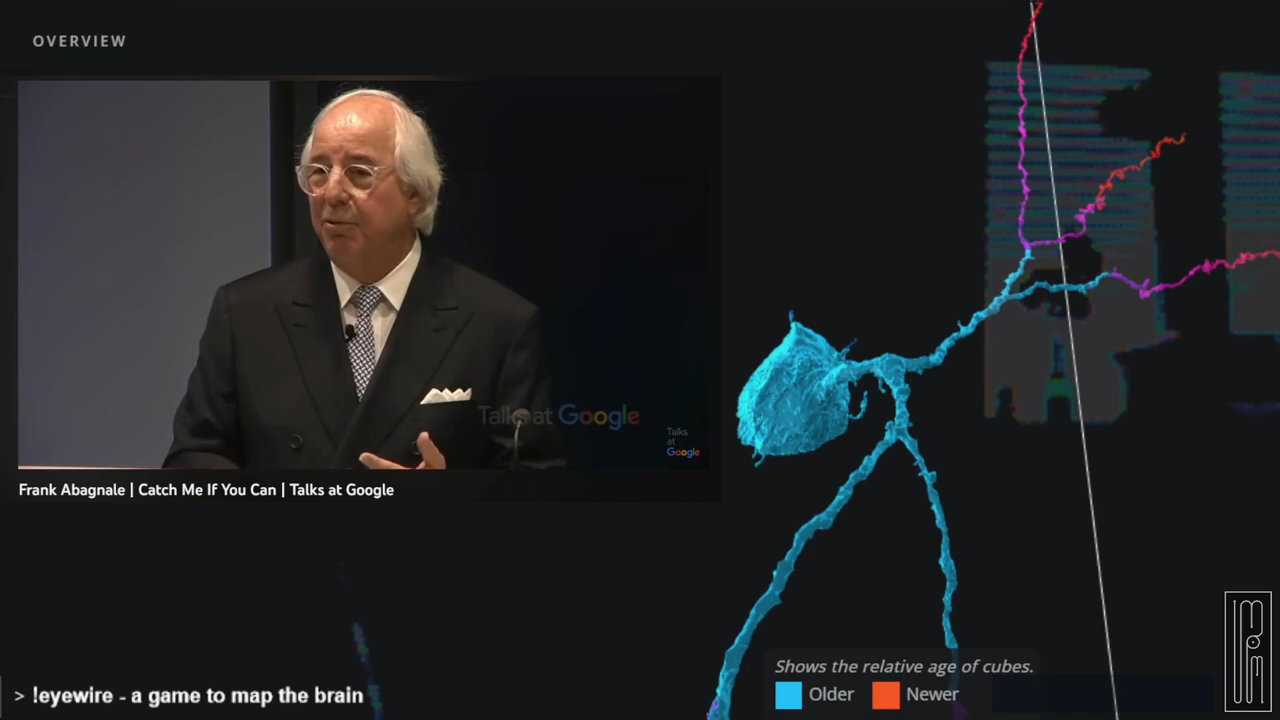 OVERVIEW
Talks at Google
Talks
at
Google
Frank Abagnale | Catch Me If You Can | Talks at Google
Shows the relative age of cubes.
Older
Newer
> !eyewire - a game to map the brain